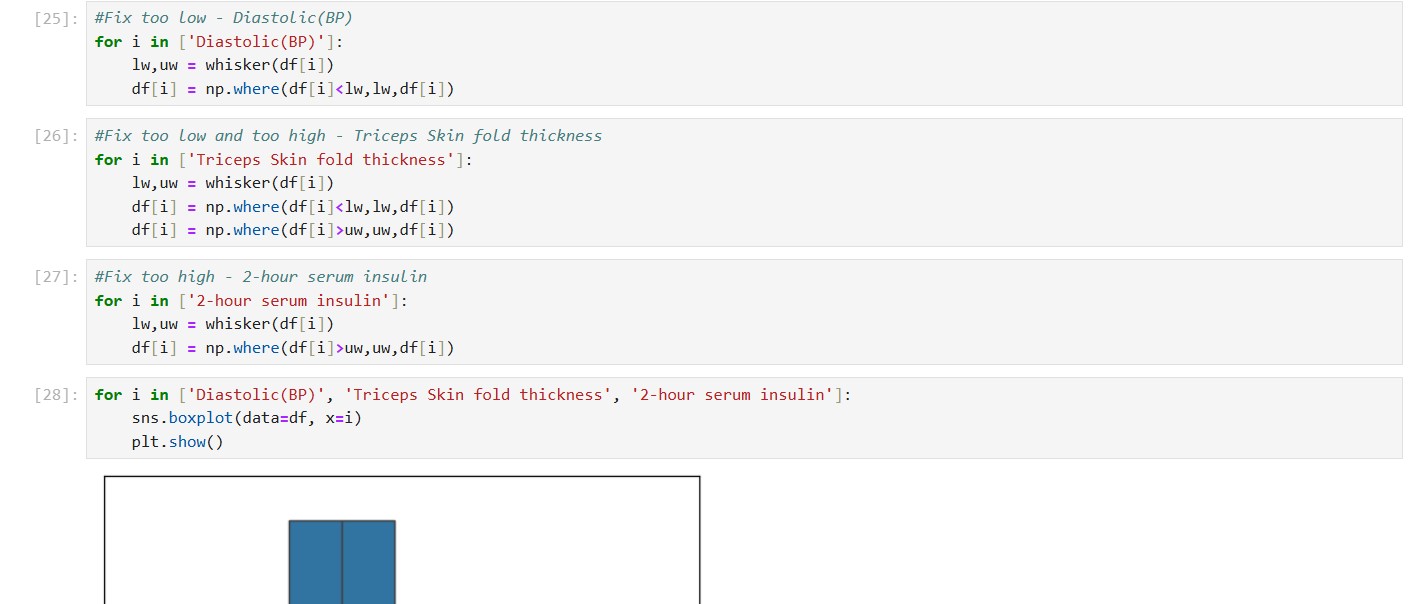 [25]: #Fix too low - Diastolic(BP)
for i in ['Diastolic(BP)']:
    lw,uw = whisker(df[i])
    df[i] = np.where(df[i]<lw,lw,df[i])
[26]: #Fix too low and too high - Triceps Skin fold thickness
for i in ['Triceps Skin fold thickness']:
    lw,uw = whisker(df[i])
    df[i] = np.where(df[i]<lw,lw,df[i])
    df[i] = np.where(df[i]>uw,uw,df[i])
[27]: #Fix too high - 2-hour serum insulin
for i in ['2-hour serum insulin']:
    lw,uw = whisker(df[i])
    df[i] = np.where(df[i]>uw,uw,df[i])
[28]: for i in ['Diastolic(BP)', 'Triceps Skin fold thickness', '2-hour serum insulin']:
    sns.boxplot(data=df, x=i)
    plt.show()